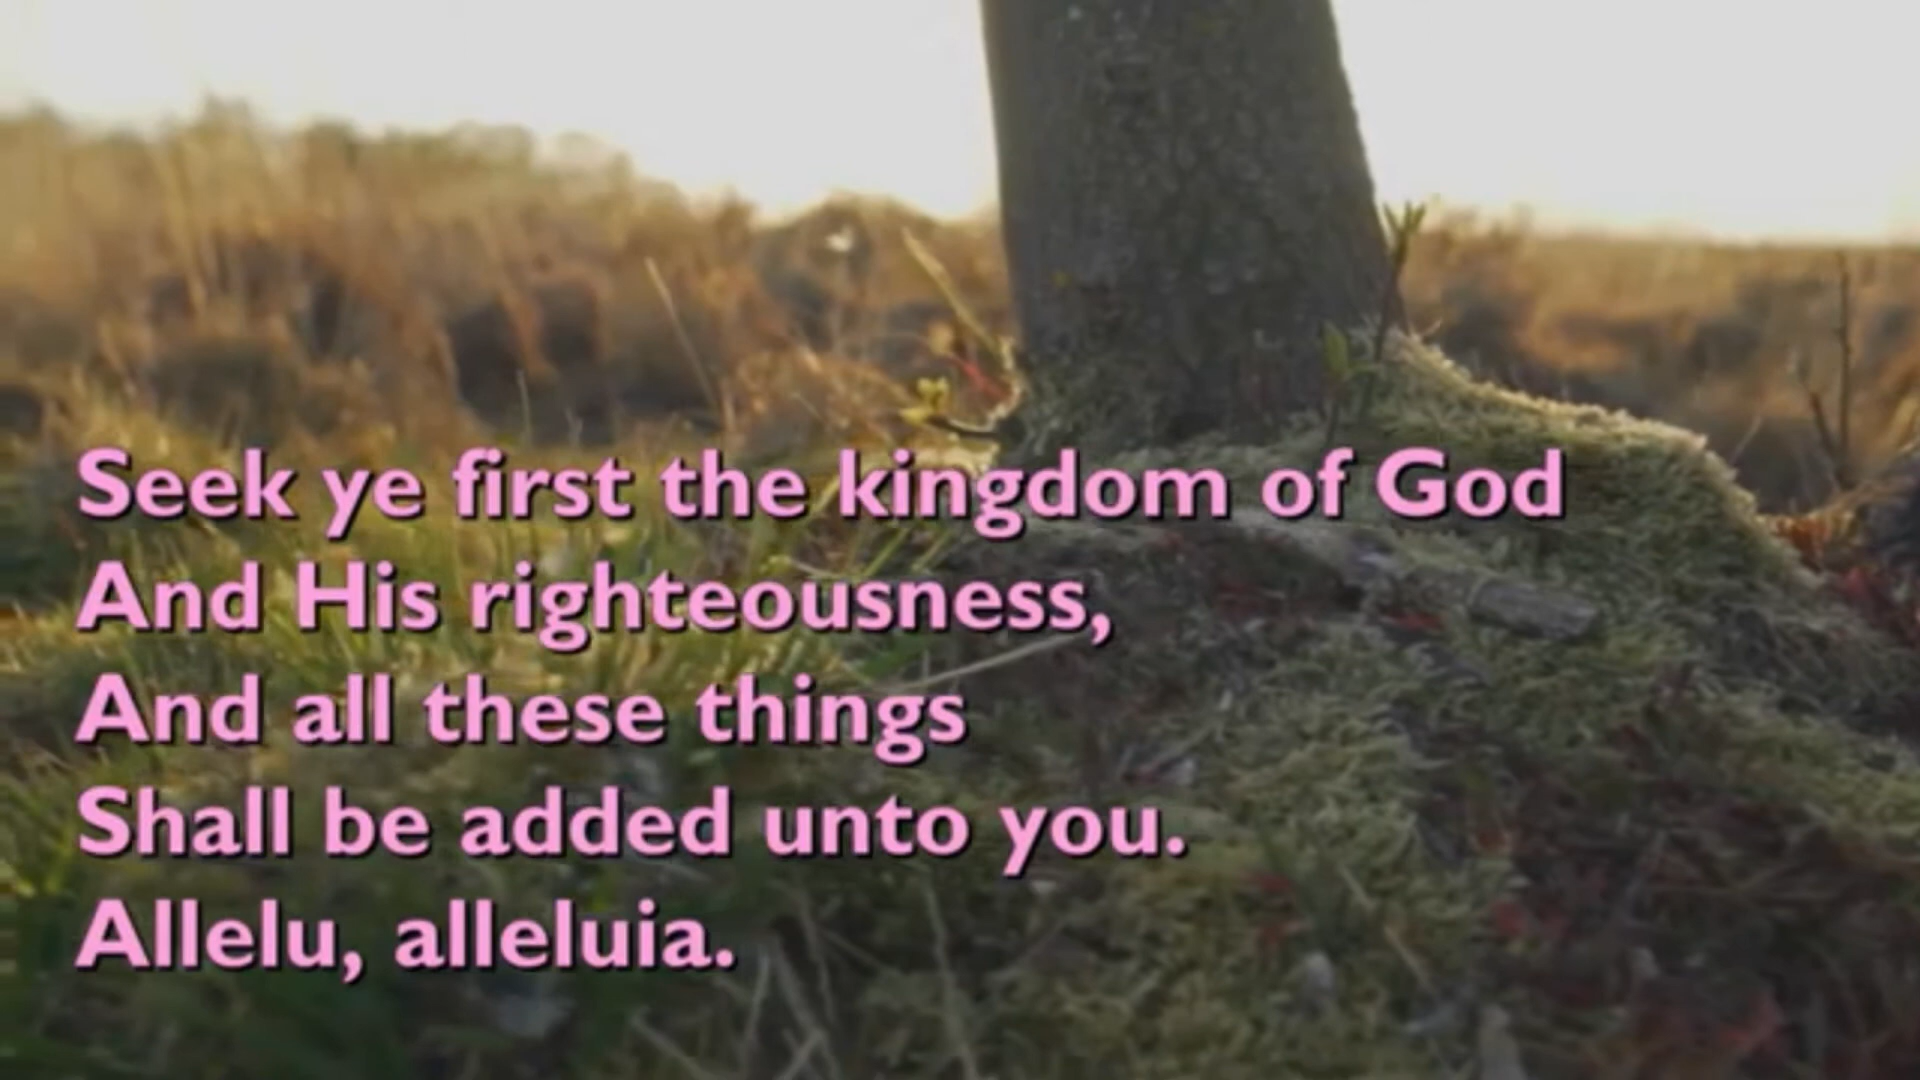 Seek ye first the kingdom of God
And His righteousness,
And all these things
Shall be added unto you.
Allelu, alleluia.